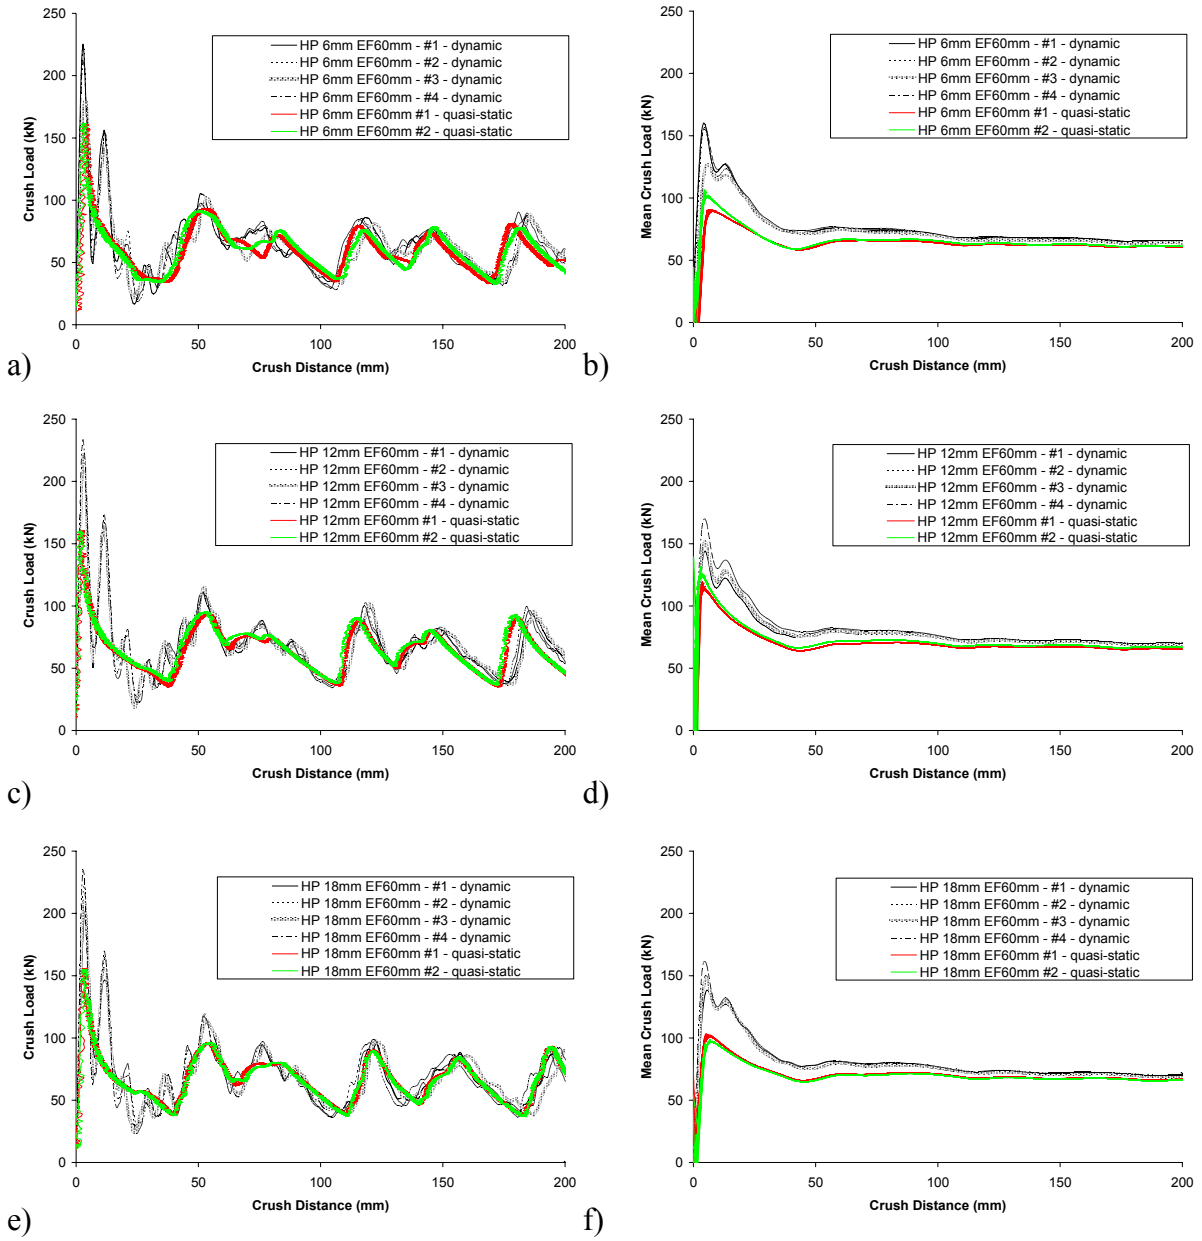 250
200
150
100
50
0
Crush Load (kN)
HP 6mm EF60mm - #1 - dynamic
HP 6mm EF60mm - #2 - dynamic
HP 6mm EF60mm - #3 - dynamic
HP 6mm EF60mm - #4 - dynamic
HP 6mm EF60mm #1 - quasi-static
HP 6mm EF60mm #2 - quasi-static
0 50 100 150 200
Crush Distance (mm)
a)
250
200
150
100
50
0
Mean Crush Load (kN)
HP 6mm EF60mm - #1 - dynamic
HP 6mm EF60mm - #2 - dynamic
HP 6mm EF60mm - #3 - dynamic
HP 6mm EF60mm - #4 - dynamic
HP 6mm EF60mm #1 - quasi-static
HP 6mm EF60mm #2 - quasi-static
0 50 100 150 200
Crush Distance (mm)
b)
250
200
150
100
50
0
Crush Load (kN)
HP 12mm EF60mm - #1 - dynamic
HP 12mm EF60mm - #2 - dynamic
HP 12mm EF60mm - #3 - dynamic
HP 12mm EF60mm - #4 - dynamic
HP 12mm EF60mm #1 - quasi-static
HP 12mm EF60mm #2 - quasi-static
0 50 100 150 200
Crush Distance (mm)
c)
250
200
150
100
50
0
Mean Crush Load (kN)
HP 12mm EF60mm - #1 - dynamic
HP 12mm EF60mm - #2 - dynamic
HP 12mm EF60mm - #3 - dynamic
HP 12mm EF60mm - #4 - dynamic
HP 12mm EF60mm #1 - quasi-static
HP 12mm EF60mm #2 - quasi-static
0 50 100 150 200
Crush Distance (mm)
d)
250
200
150
100
50
0
Crush Load (kN)
HP 18mm EF60mm - #1 - dynamic
HP 18mm EF60mm - #2 - dynamic
HP 18mm EF60mm - #3 - dynamic
HP 18mm EF60mm - #4 - dynamic
HP 18mm EF60mm #1 - quasi-static
HP 18mm EF60mm #2 - quasi-static
0 50 100 150 200
Crush Distance (mm)
e)
250
200
150
100
50
0
Mean Crush Load (kN)
HP 18mm EF60mm - #1 - dynamic
HP 18mm EF60mm - #2 - dynamic
HP 18mm EF60mm - #3 - dynamic
HP 18mm EF60mm - #4 - dynamic
HP 18mm EF60mm #1 - quasi-static
HP 18mm EF60mm #2 - quasi-static
0 50 100 150 200
Crush Distance (mm)
f)